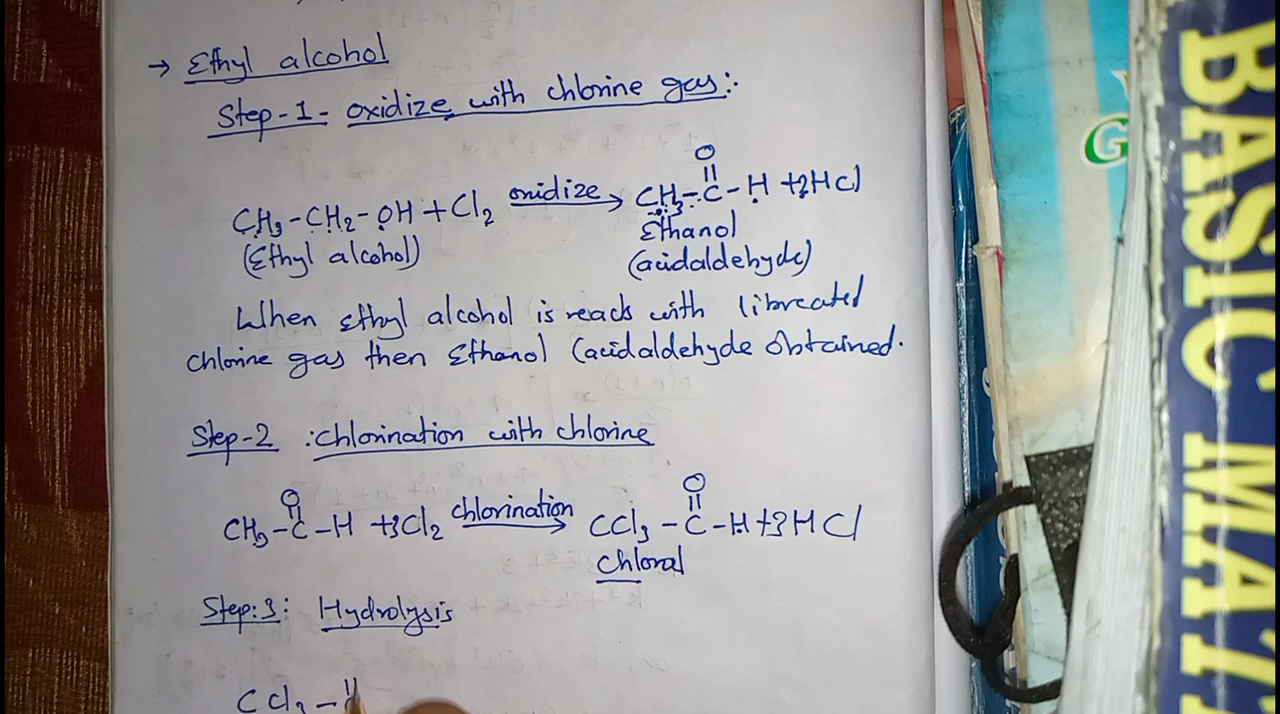 → Ethyl alcohol
Step-1- oxidize with chlorine gas:
O
||
CH3-CH2-OH+Cl2 oxidize→ CH3-C-H +2HCl
(Ethyl alcohol) Ethanol
(acidaldehyde)
When Ethyl alcohol is reacts with libreated
chlorine gas then Ethanol (acidaldehyde obtained.
Step-2 :chlorination with chlorine
O O
|| ||
CH3-C-H +3Cl2 chlorination→ CCl3-C-H+3HCl
chloral
Step:3: Hydrolysis
CCl3-
G
BASIC MAT